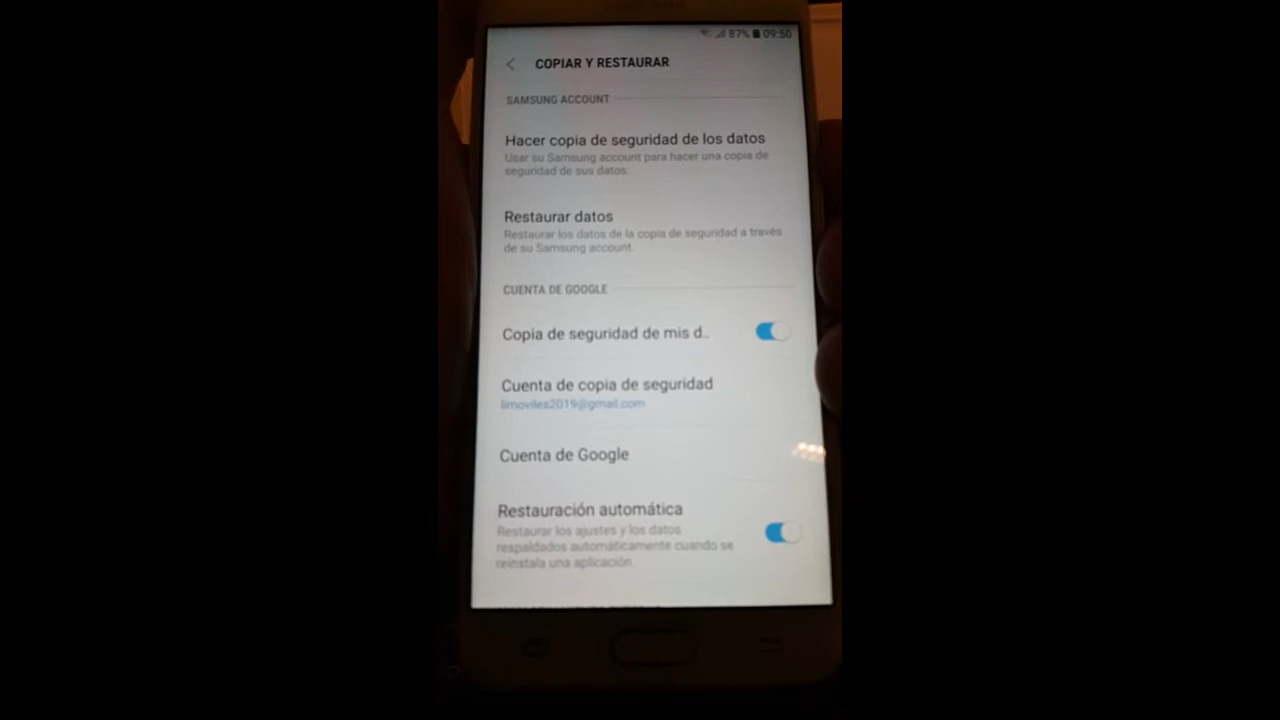 87% 09:50
COPIAR Y RESTAURAR
SAMSUNG ACCOUNT
Hacer copia de seguridad de los datos
Usar su Samsung account para hacer una copia de
seguridad de sus datos.
Restaurar datos
Restaurar los datos de la copia de seguridad a través
de su Samsung account.
CUENTA DE GOOGLE
Copia de seguridad de mis d..
Cuenta de copia de seguridad
limoviles2019@gmail.com
Cuenta de Google
Restauración automática
Restaurar los ajustes y los datos
respaldados automáticamente cuando se
reinstala una aplicación